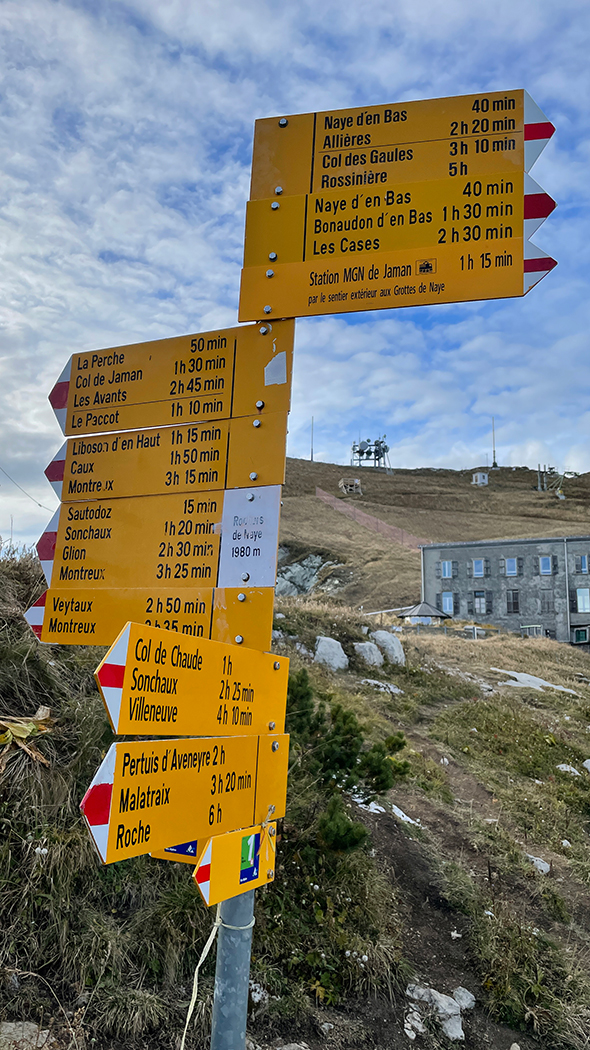 Naye d'en Bas 40 min
Allières 2h 20 min
Col des Gaules 3h 10 min
Rossinière 5h
Naye d'en Bas 40 min
Bonaudon d'en Bas 1h 30 min
Les Cases 2h 30 min
Station MGN de Jaman 1h 15 min
par le sentier extérieur aux Grottes de Naye
La Perche 50 min
Col de Jaman 1h 30 min
Les Avants 2h 45 min
Le Paccot 1h 10 min
Liboson d'en Haut 1h 15 min
Caux 1h 50 min
Montreux 3h 15 min
Sautodoz 15 min
Sonchaux 1h 20 min
Glion 2h 30 min
Montreux 3h 25 min
Rochers
de Naye
1980 m
Veytaux 2h 50 min
Montreux 35 min
Col de Chaude 1h
Sonchaux 2h 25 min
Villeneuve 4h 10 min
Pertuis d'Aveneyre 2h
Malatraix 3h 20 min
Roche 6h
1